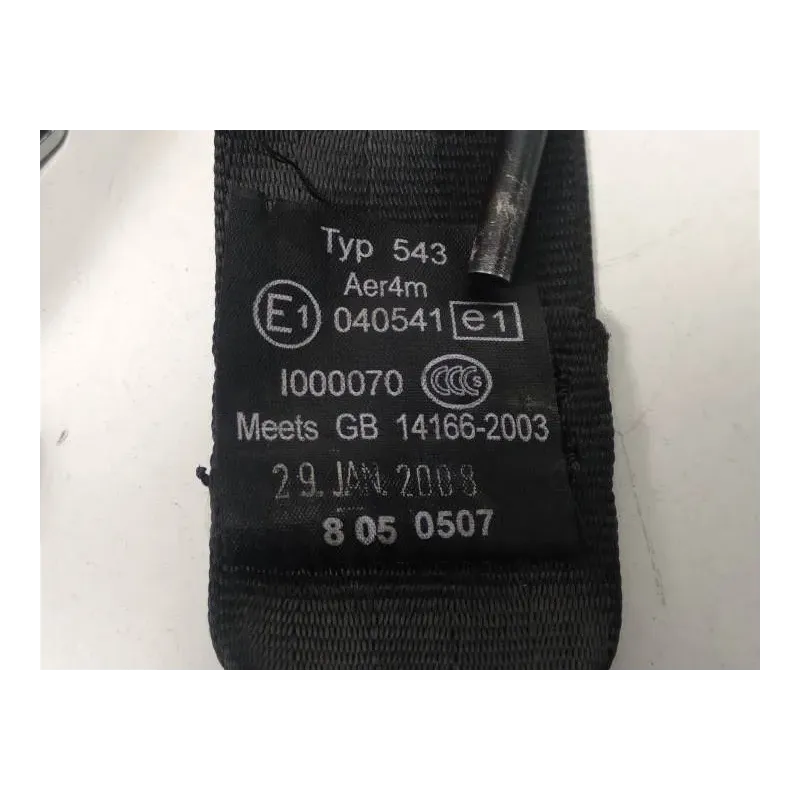 Typ 543
Aer4m
E1 040541 e1
I000070 CCC S
Meets GB 14166-2003
29. JAN. 2008
8 05 0507